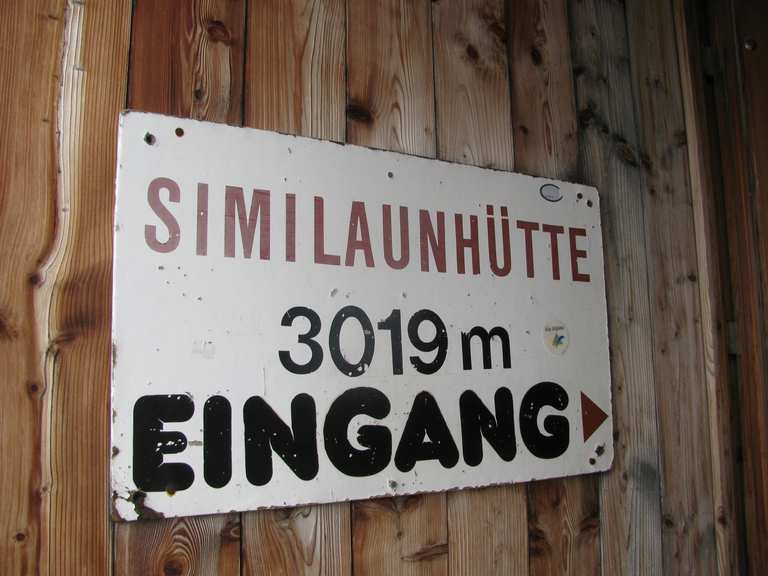 SIMILAUNHÜTTE
3019 m
EINGANG